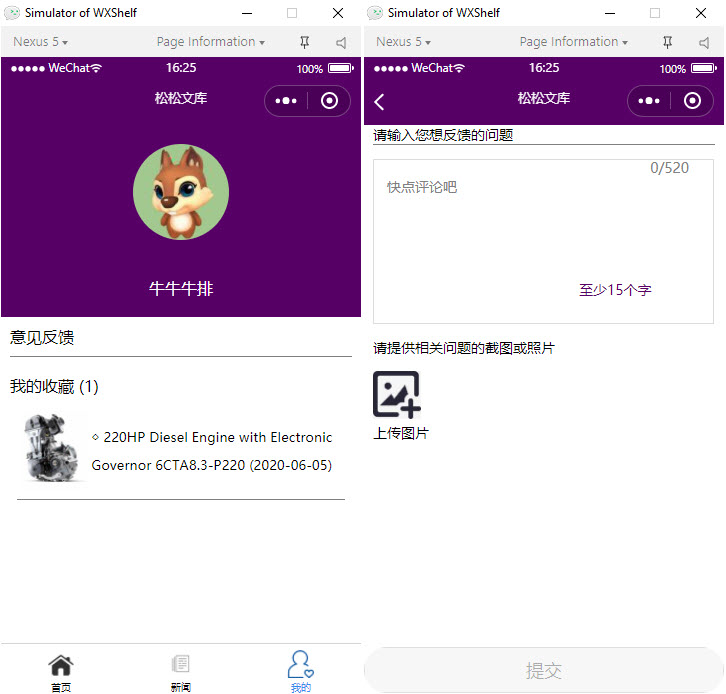 Simulator of WXShelf
Nexus 5
Page Information
WeChat
16:25
100%
松松文库
牛牛牛排
意见反馈
我的收藏 (1)
◇ 220HP Diesel Engine with Electronic
Governor 6CTA8.3-P220 (2020-06-05)
首页
新闻
我的
Simulator of WXShelf
Nexus 5
Page Information
WeChat
16:25
100%
松松文库
请输入您想反馈的问题
0/520
快点评论吧
至少15个字
请提供相关问题的截图或照片
上传图片
提交